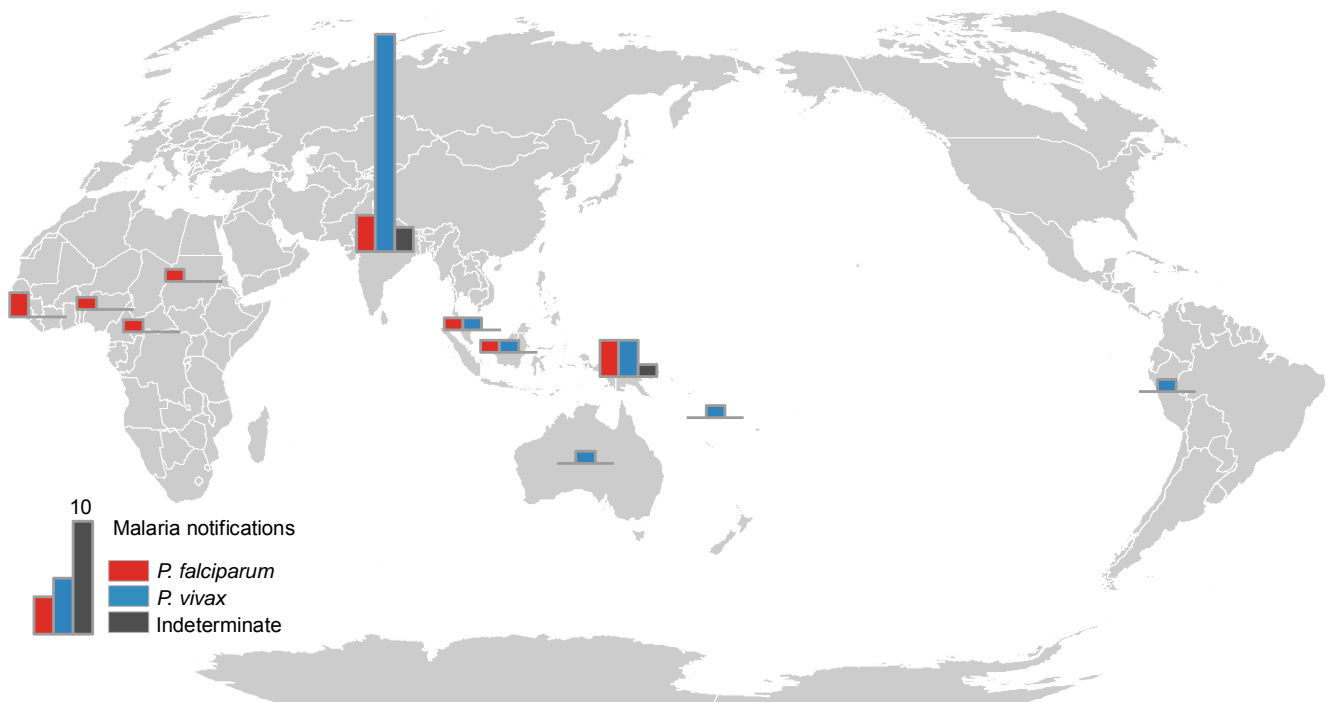 10
Malaria notifications
P. falciparum
P. vivax
Indeterminate